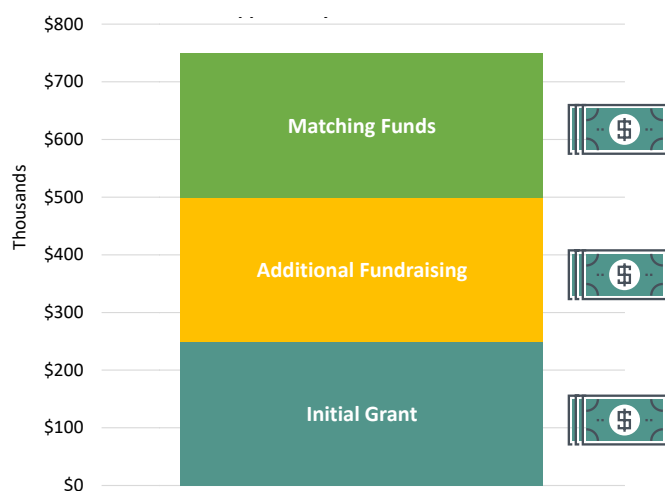 $800
$700
Matching Funds
$600
$500
Thousands
$400
Additional Fundraising
$300
$200
Initial Grant
$100
$0